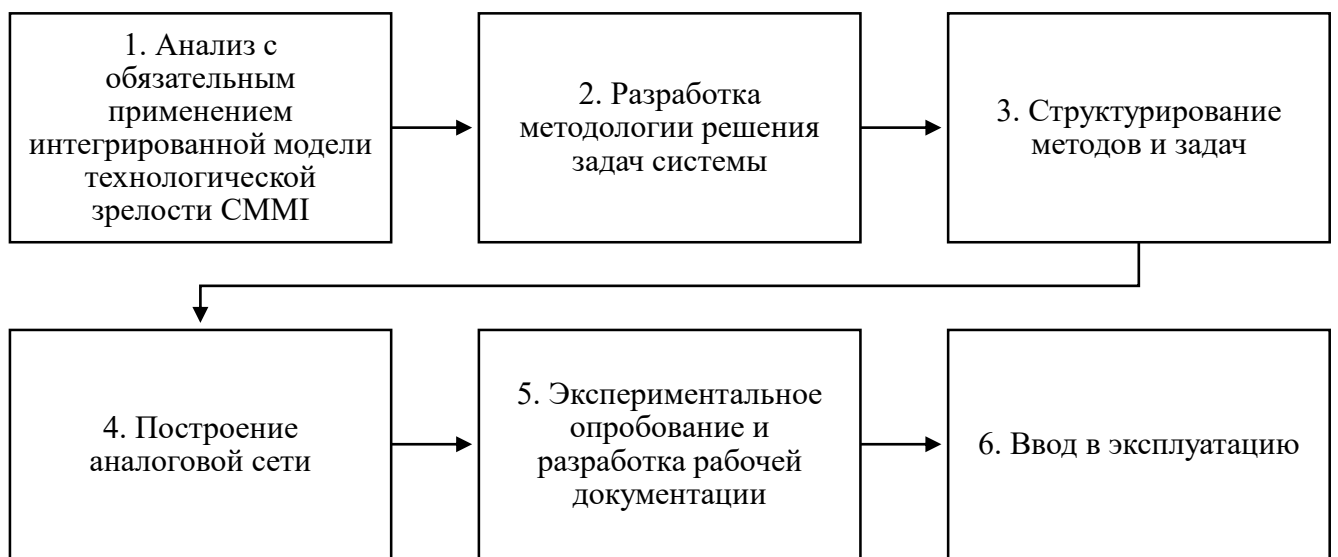 1. Анализ с
обязательным
применением
интегрированной модели
технологической
зрелости CMMI
2. Разработка
методологии решения
задач системы
3. Структурирование
методов и задач
4. Построение
аналоговой сети
5. Экспериментальное
опробование и
разработка рабочей
документации
6. Ввод в эксплуатацию